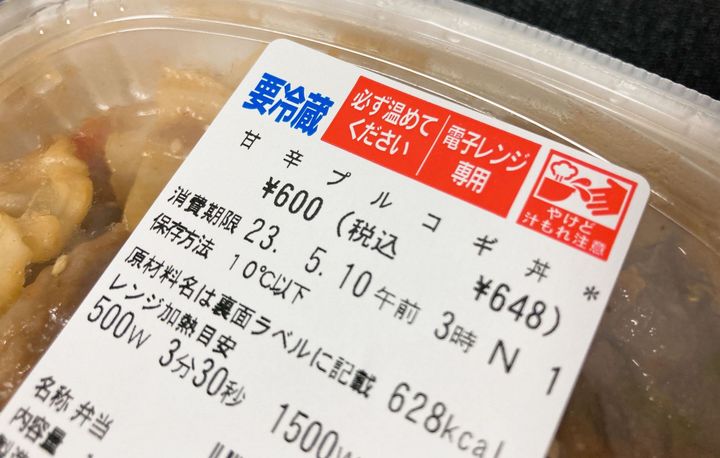 要冷蔵
必ず温めて
ください
電子レンジ
専用
やけど
汁もれ注意
甘辛プルコギ丼*
¥600 (税込 ¥648)
消費期限 23. 5.10午前 3時 N 1
保存方法 10℃以下
原材料名は裏面ラベルに記載 628kcal
レンジ加熱目安
500W 3分30秒 1500W
名称 弁当
内容量